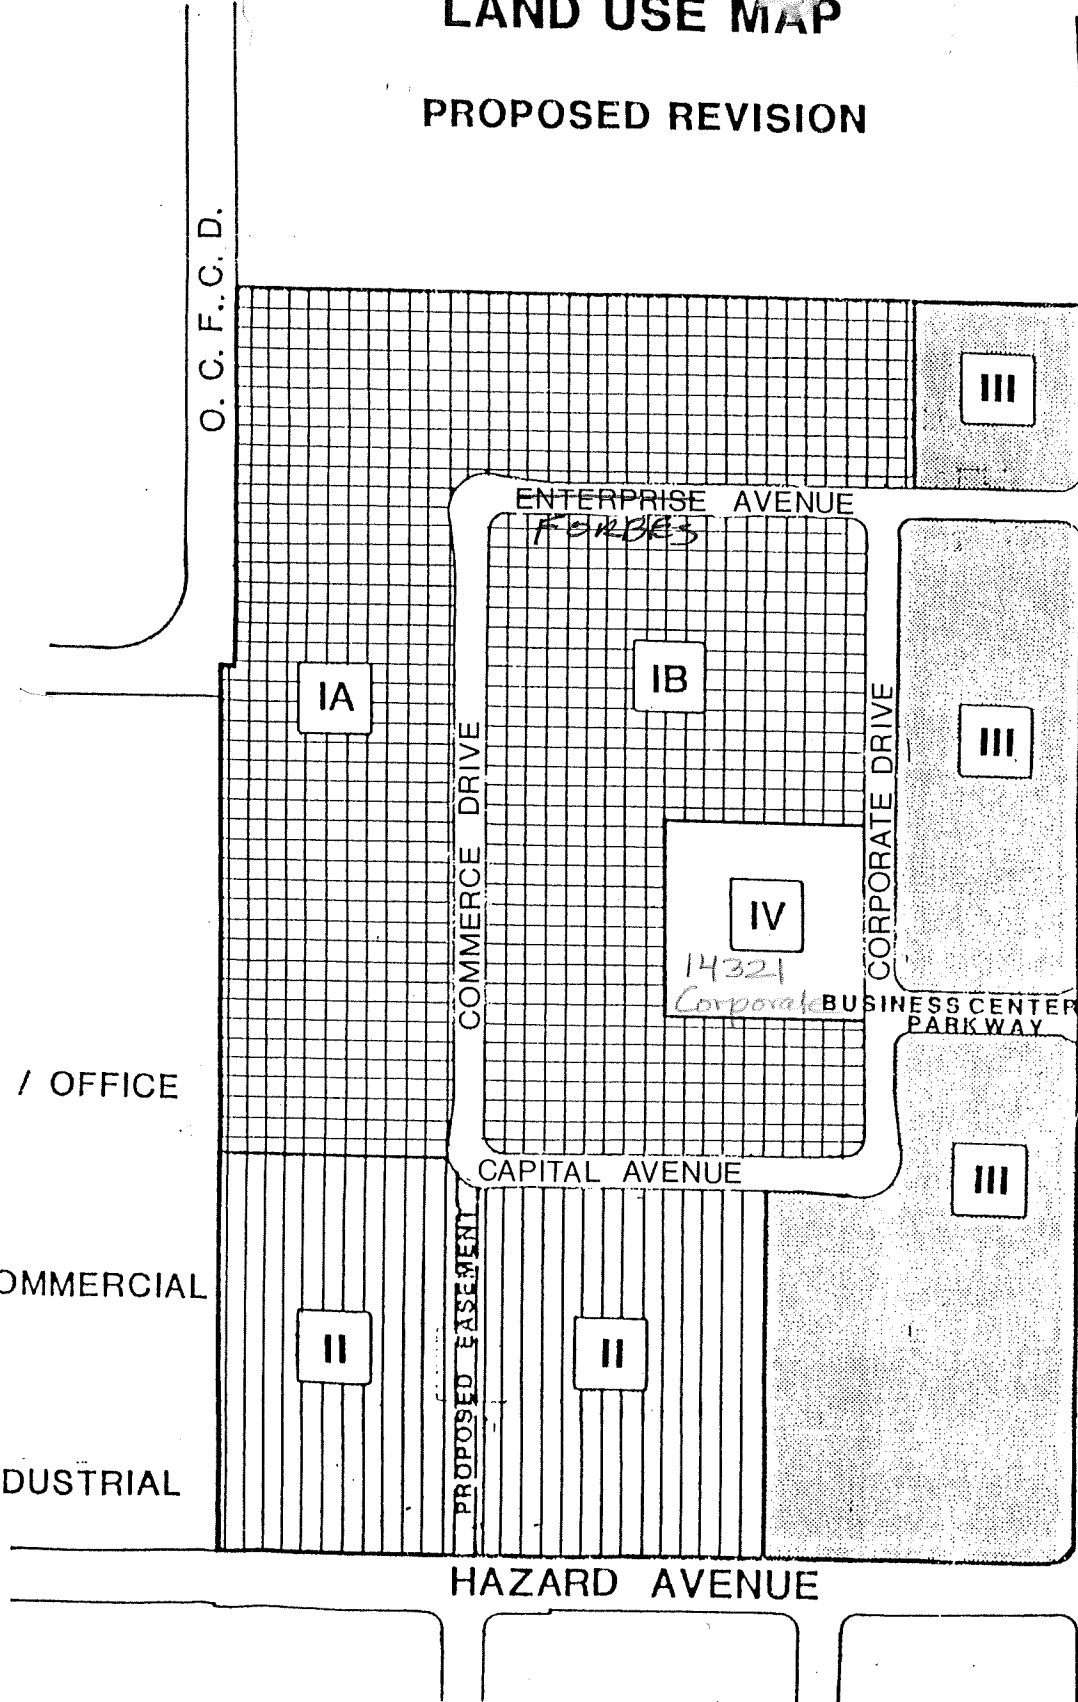 LAND USE MAP
PROPOSED REVISION
O. C. F. C. D.
III
ENTERPRISE AVENUE
FORBES
IA
IB
III
COMMERCE DRIVE
CORPORATE DRIVE
IV
14321
Corporate
BUSINESS CENTER
PARKWAY
/ OFFICE
CAPITAL AVENUE
III
PROPOSED EASEMENT
OMMERCIAL
II
II
DUSTRIAL
HAZARD AVENUE